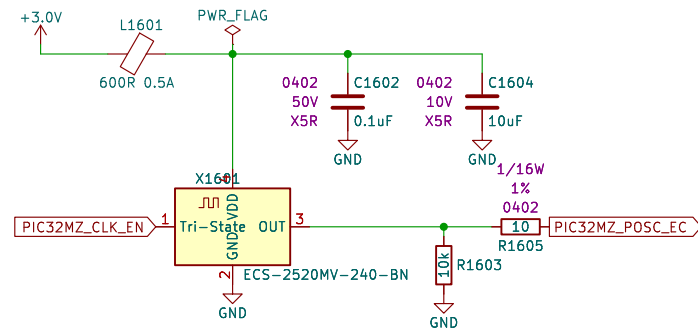 +3.0V
L1601
600R 0.5A
PWR_FLAG
0402
50V
X5R
C1602
0.1uF
GND
0402
10V
X5R
C1604
10uF
GND
X1601
4
VDD
PIC32MZ_CLK_EN
1
Tri-State
OUT
3
GND
2
ECS-2520MV-240-BN
GND
10k
R1603
GND
1/16W
1%
0402
10
R1605
PIC32MZ_POSC_EC